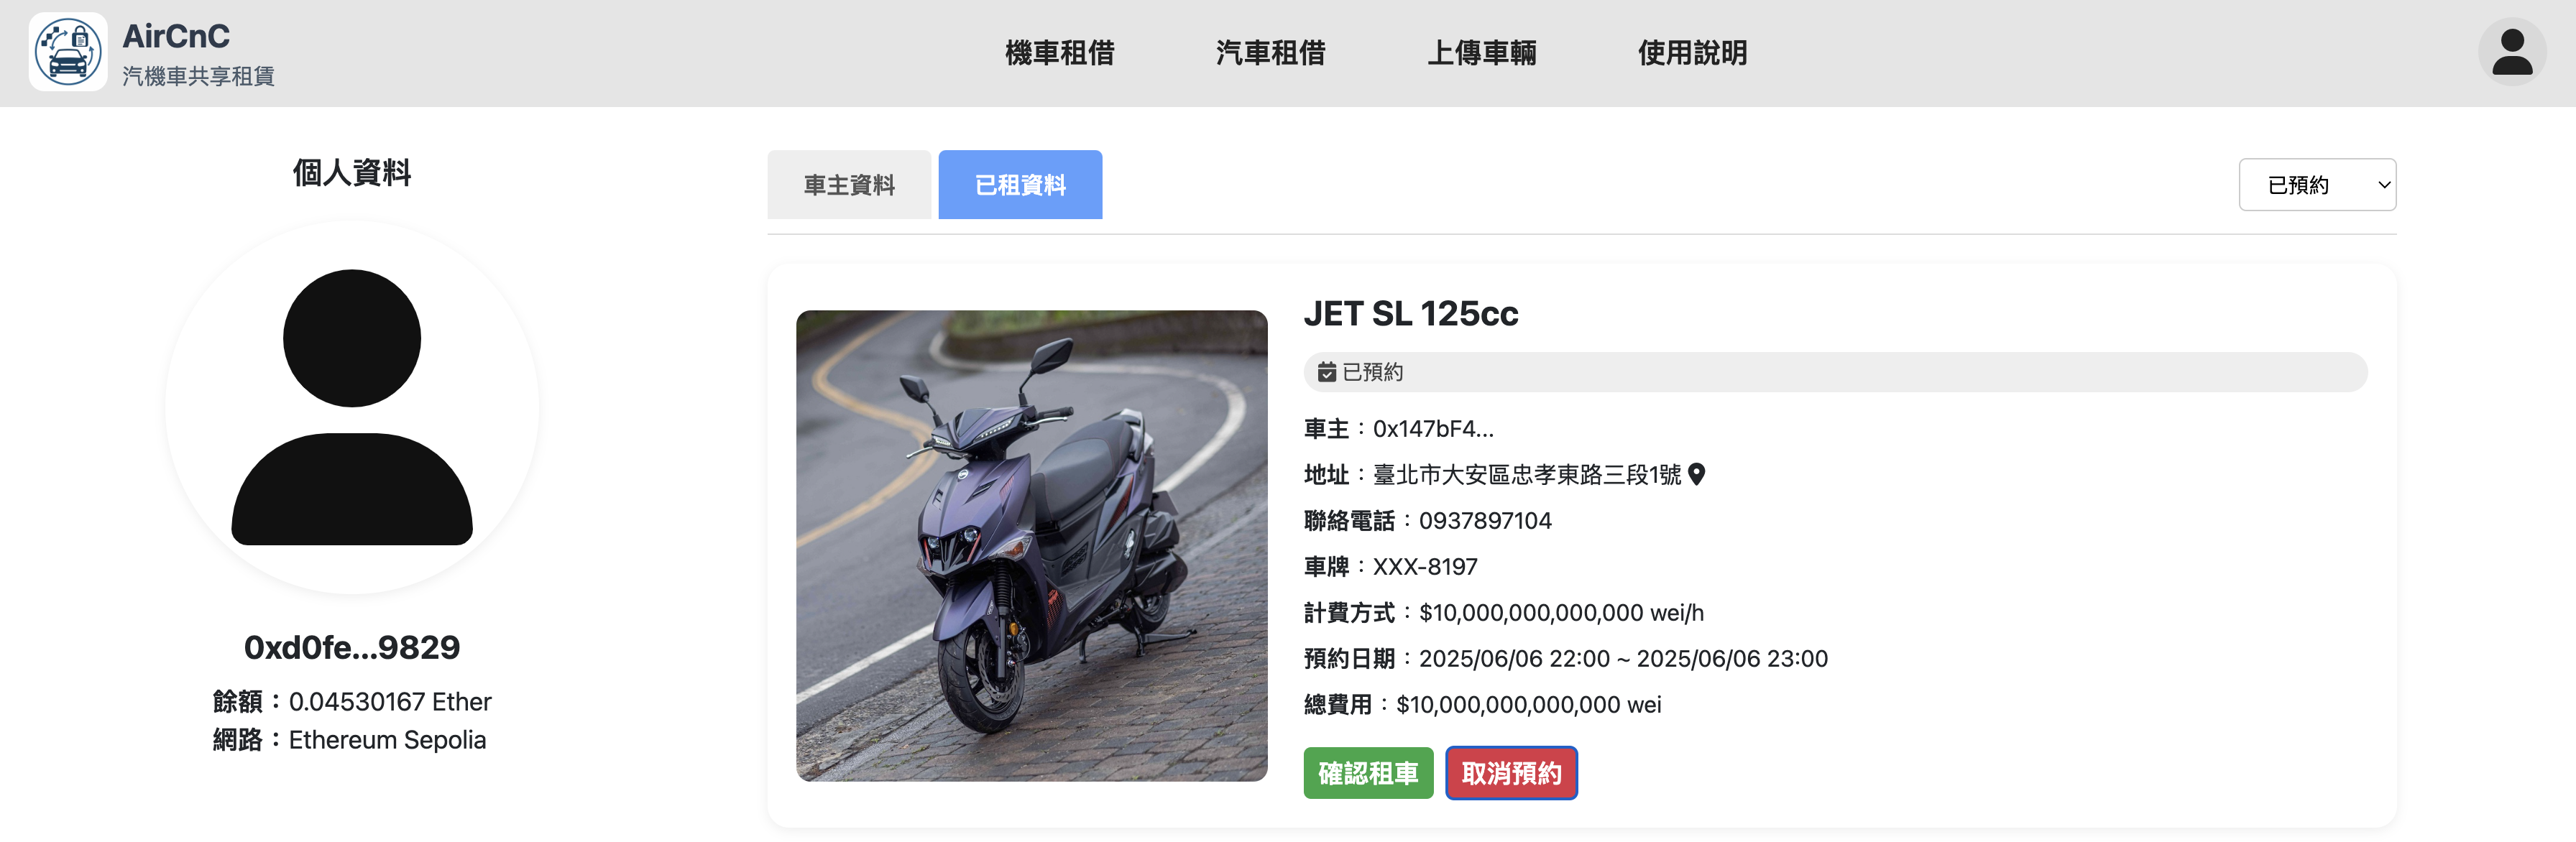 AirCnC
汽機車共享租賃
機車租借
汽車租借
上傳車輛
使用說明
個人資料
0xd0fe...9829
餘額：0.04530167 Ether
網路：Ethereum Sepolia
車主資料
已租資料
已預約
JET SL 125cc
已預約
車主：0x147bF4...
地址：臺北市大安區忠孝東路三段1號
聯絡電話：0937897104
車牌：XXX-8197
計費方式：$10,000,000,000,000 wei/h
預約日期：2025/06/06 22:00 ~ 2025/06/06 23:00
總費用：$10,000,000,000,000 wei
確認租車
取消預約